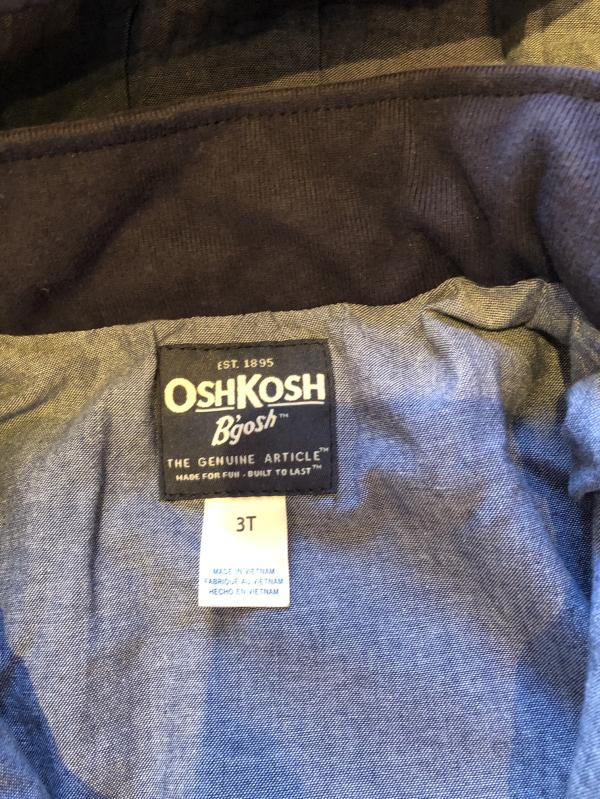 EST. 1895
OSHKOSH
B'gosh™
THE GENUINE ARTICLE™
MADE FOR FUN - BUILT TO LAST™
3T
MADE IN VIETNAM
FABRIQUÉ AU VIETNAM
HECHO EN VIETNAM